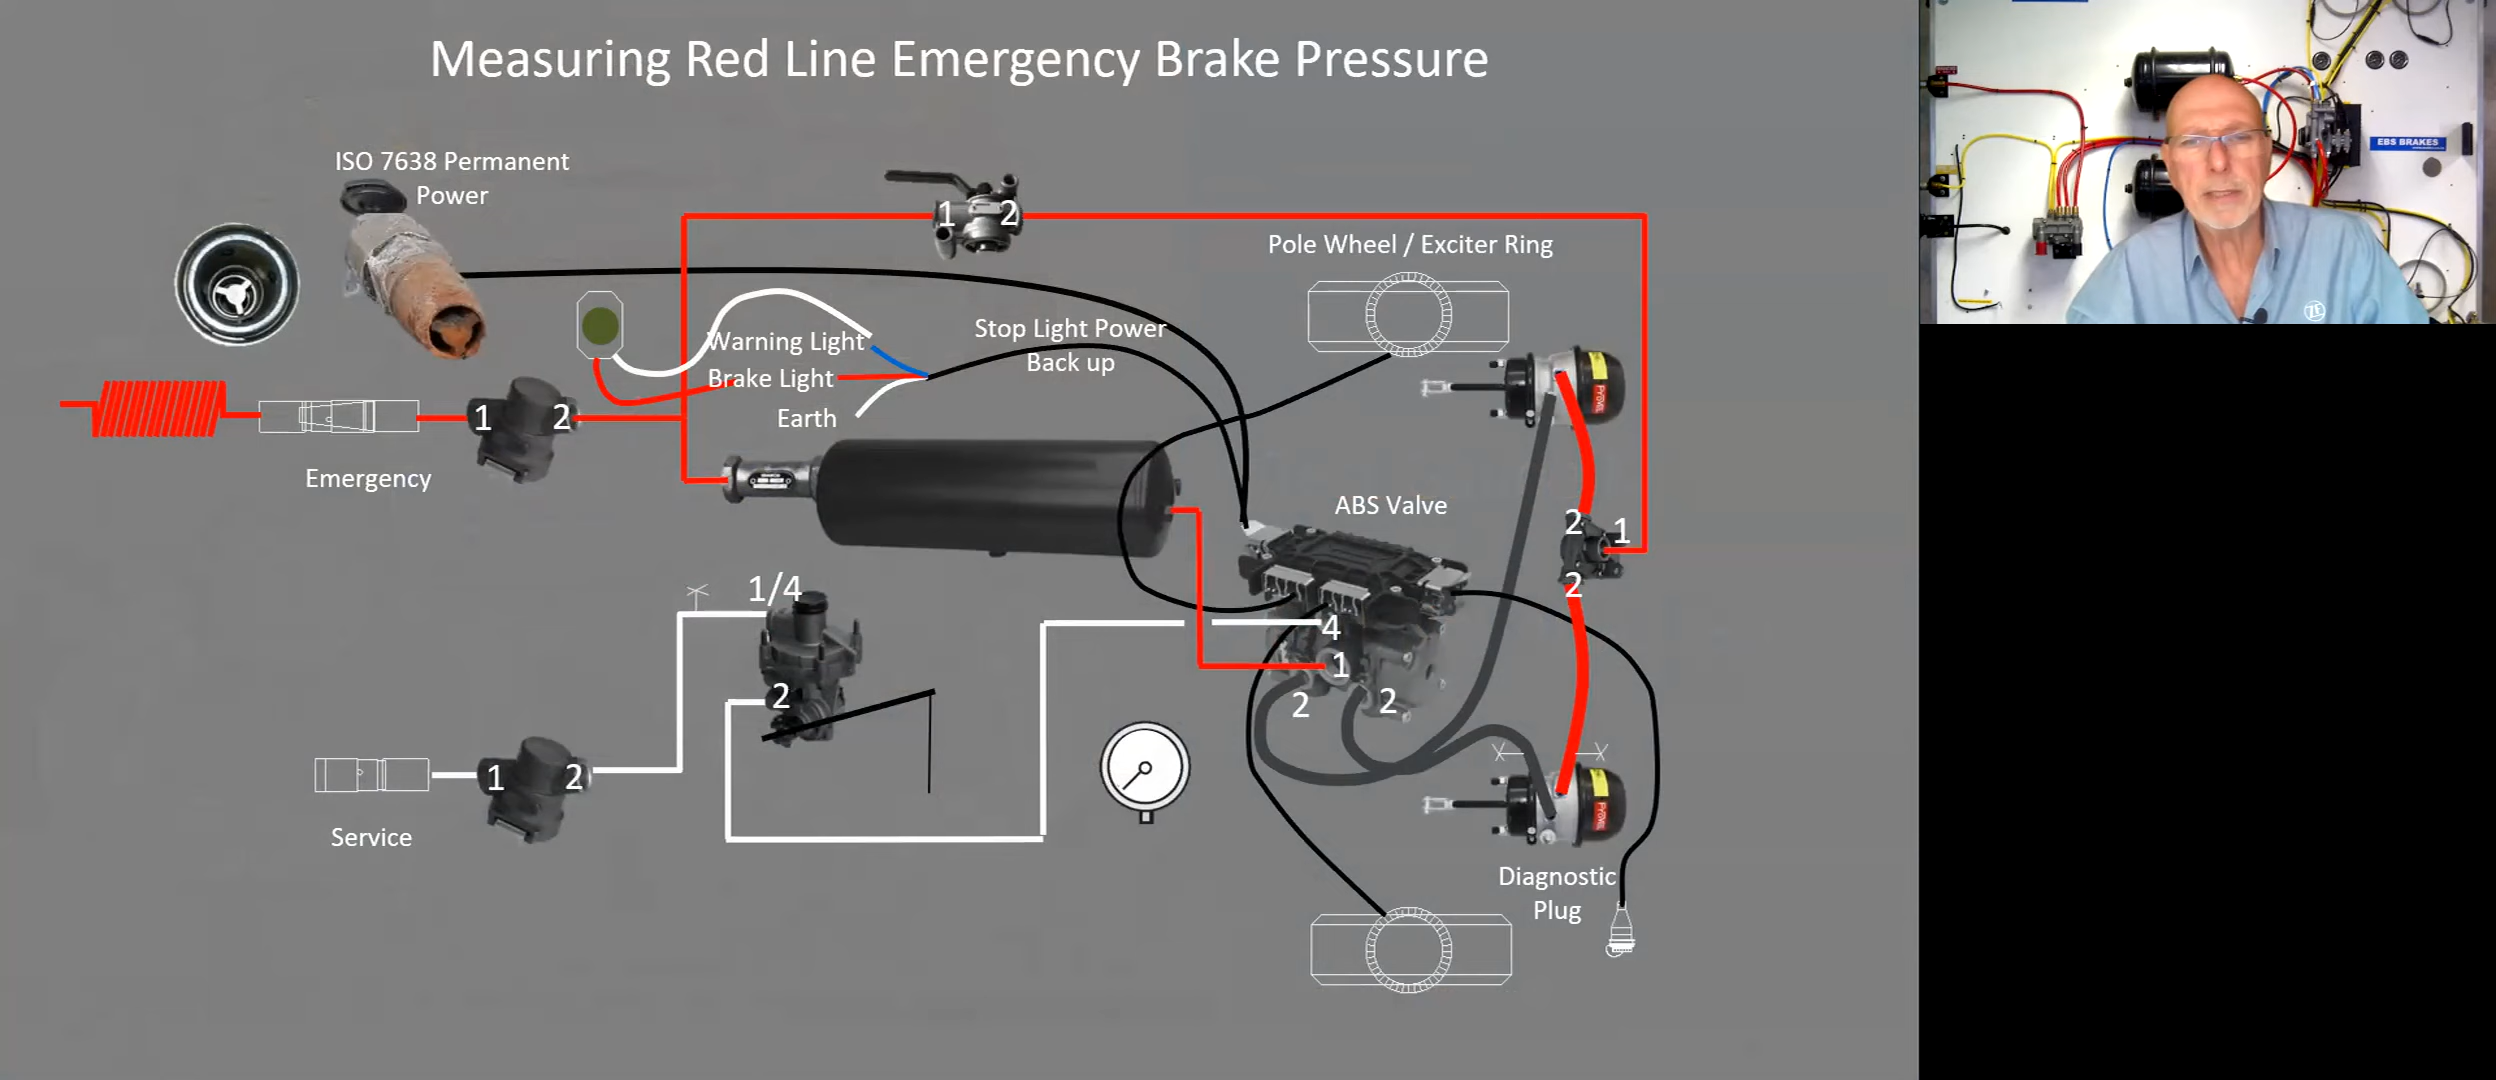 Measuring Red Line Emergency Brake Pressure
ISO 7638 Permanent
Power
EBS BRAKES
1 2
Pole Wheel / Exciter Ring
Warning Light
Stop Light Power
Back up
Brake Light
Earth
1 2
Emergency
ABS Valve
2 1
2
1/4
4
1
2
2 2
1 2
Service
Diagnostic
Plug
ZF